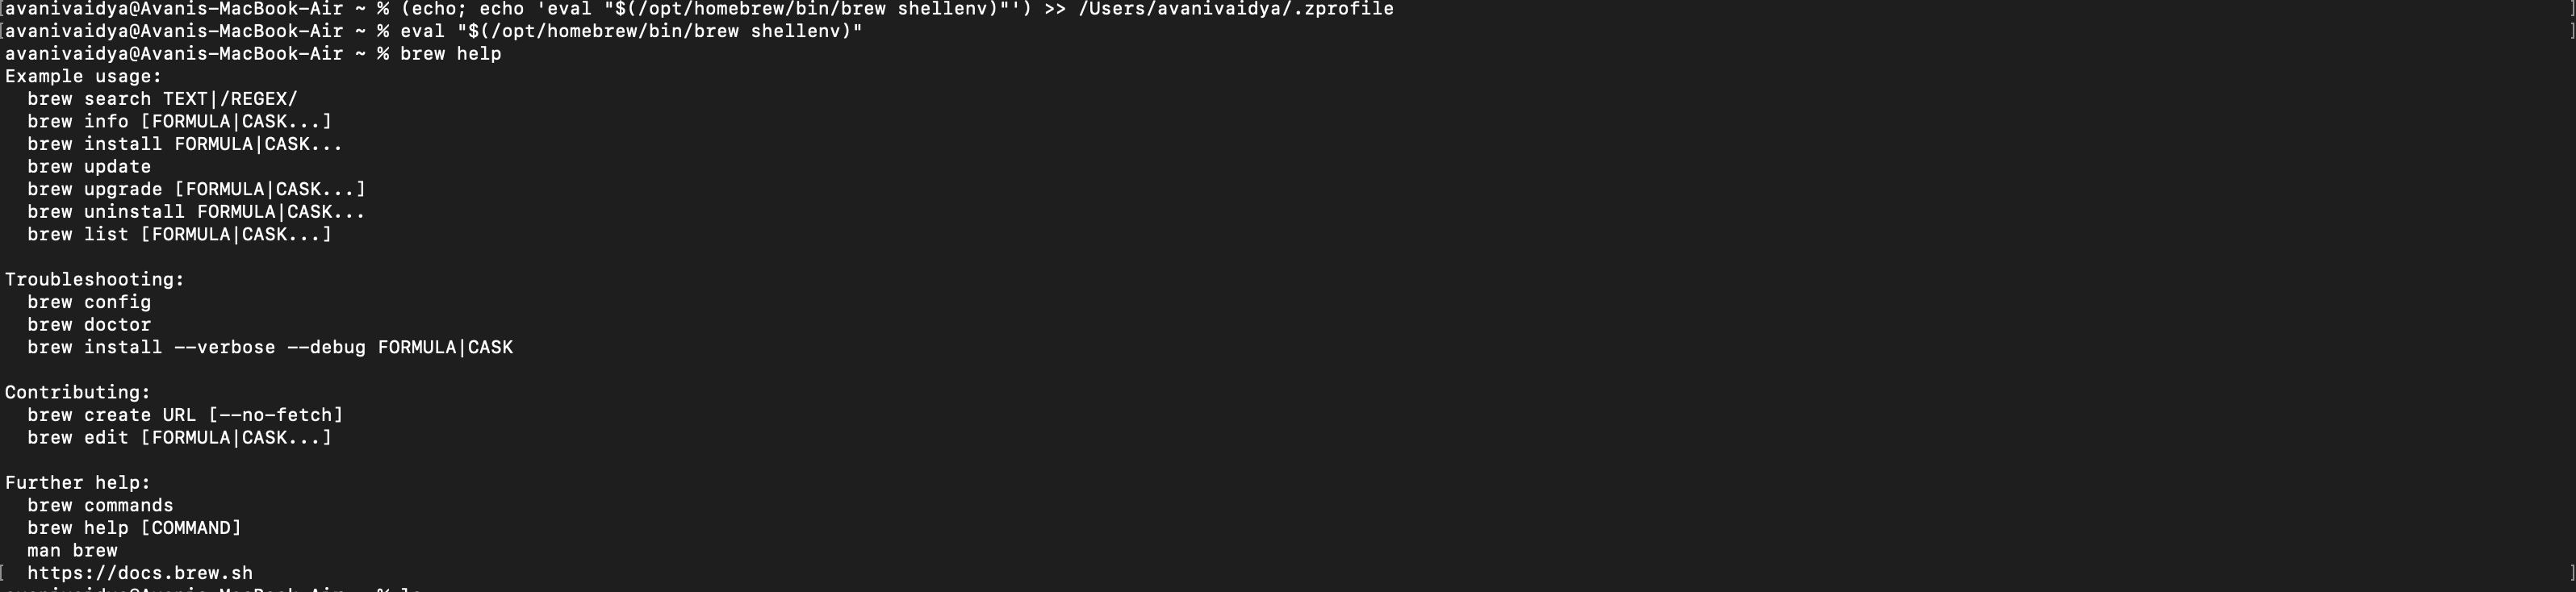 [avanivaidya@Avanis-MacBook-Air ~ % (echo; echo 'eval "$(/opt/homebrew/bin/brew shellenv)"') >> /Users/avanivaidya/.zprofile ]
[avanivaidya@Avanis-MacBook-Air ~ % eval "$(/opt/homebrew/bin/brew shellenv)" ]
avanivaidya@Avanis-MacBook-Air ~ % brew help
Example usage:
  brew search TEXT|/REGEX/
  brew info [FORMULA|CASK...]
  brew install FORMULA|CASK...
  brew update
  brew upgrade [FORMULA|CASK...]
  brew uninstall FORMULA|CASK...
  brew list [FORMULA|CASK...]

Troubleshooting:
  brew config
  brew doctor
  brew install --verbose --debug FORMULA|CASK

Contributing:
  brew create URL [--no-fetch]
  brew edit [FORMULA|CASK...]

Further help:
  brew commands
  brew help [COMMAND]
  man brew
[ https://docs.brew.sh ]
avanivaidya@Avanis-MacBook-Air ~ %